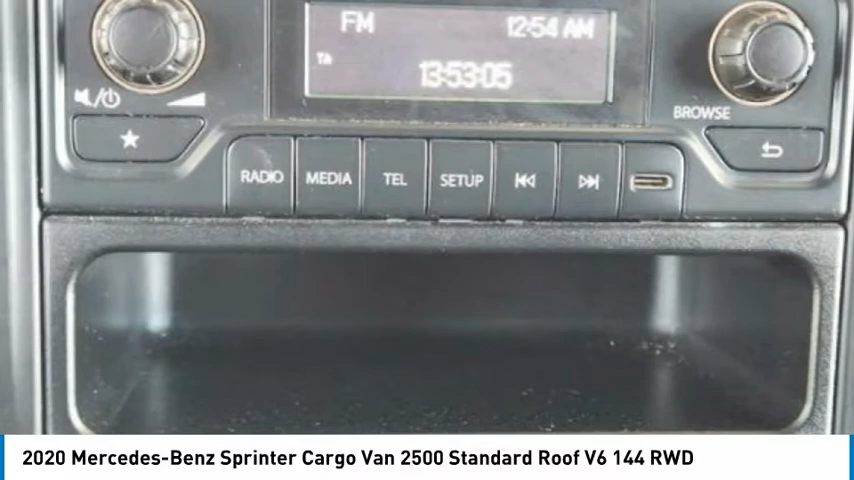 FM 12:54 AM
TA
13:53:05
BROWSE
RADIO MEDIA TEL SETUP
2020 Mercedes-Benz Sprinter Cargo Van 2500 Standard Roof V6 144 RWD